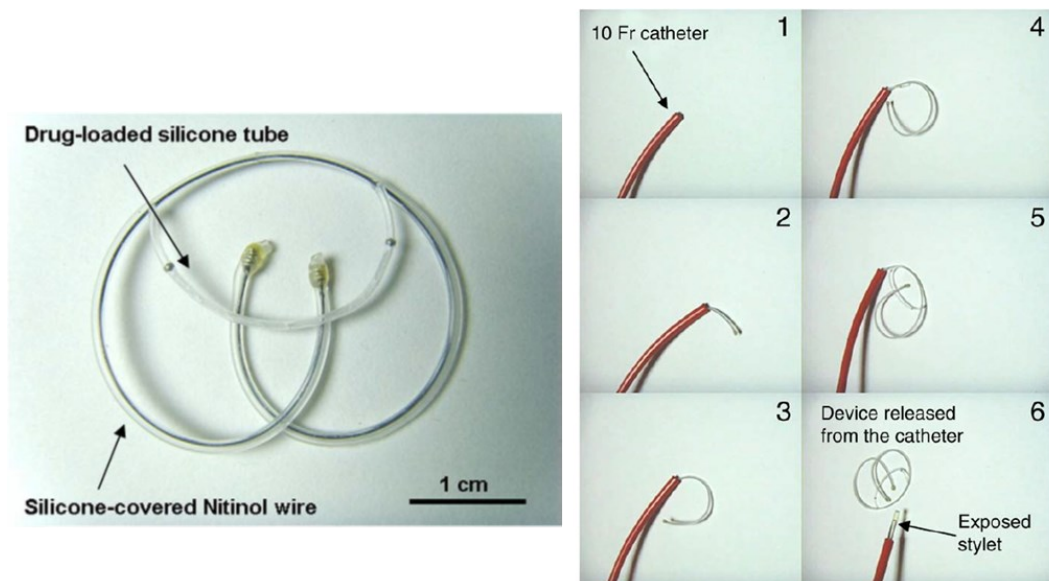 Drug-loaded silicone tube
Silicone-covered Nitinol wire
1 cm
10 Fr catheter
1
2
3
4
5
Device released
from the catheter
6
Exposed
stylet